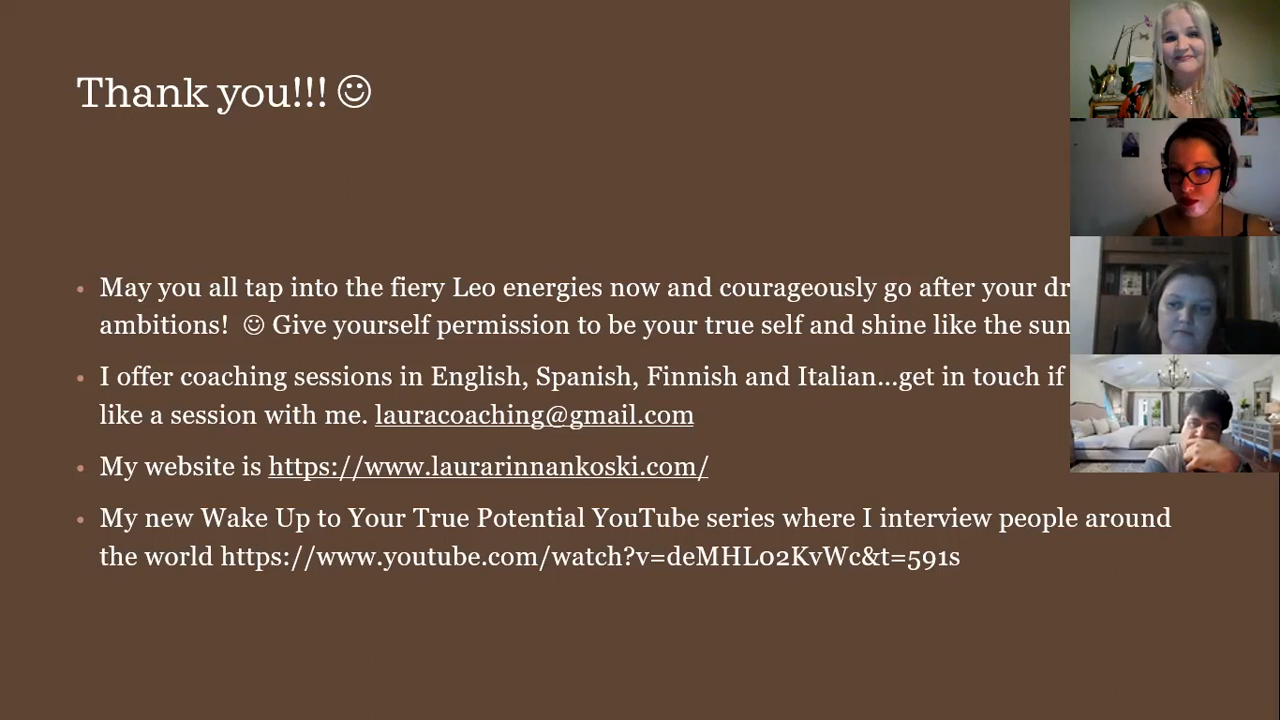 Thank you!!! ☺
• May you all tap into the fiery Leo energies now and courageously go after your
ambitions! ☺ Give yourself permission to be your true self and shine like the sun
• I offer coaching sessions in English, Spanish, Finnish and Italian...get in touch if
like a session with me. lauracoaching@gmail.com
• My website is https://www.laurarinnankoski.com/
• My new Wake Up to Your True Potential YouTube series where I interview people around
the world https://www.youtube.com/watch?v=deMHL02KvWc&t=591s